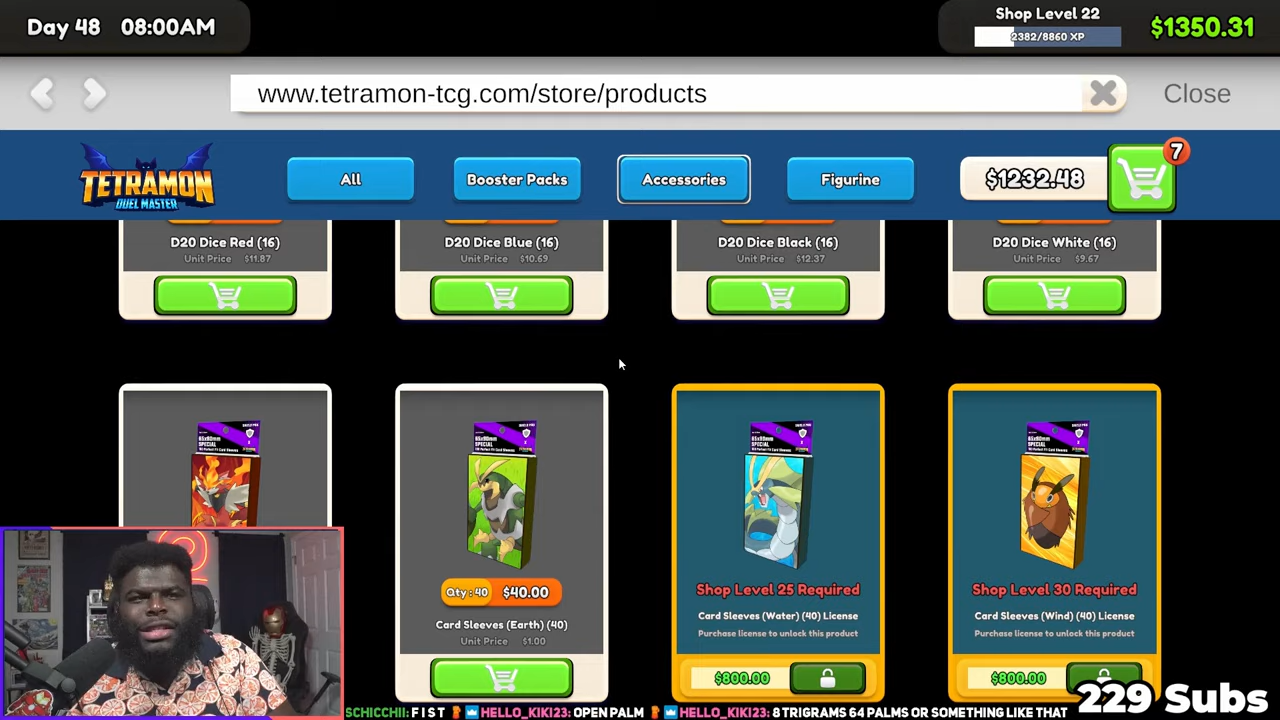 Day 48 08:00AM
Shop Level 22
2382/8860 XP
$1350.31
www.tetramon-tcg.com/store/products
Close
TETRAMON
DUEL MASTER
All
Booster Packs
Accessories
Figurine
$1232.48
7
D20 Dice Red (16)
Unit Price $11.87
D20 Dice Blue (16)
Unit Price $10.69
D20 Dice Black (16)
Unit Price $12.37
D20 Dice White (16)
Unit Price $9.67
Qty : 40 $40.00
Card Sleeves (Earth) (40)
Unit Price $1.00
Shop Level 25 Required
Card Sleeves (Water) (40) License
Purchase license to unlock this product
$800.00
Shop Level 30 Required
Card Sleeves (Wind) (40) License
Purchase license to unlock this product
$800.00
229 Subs
SCHICCHII: F I S T HELLO_KIKI23: OPEN PALM HELLO_KIKI23: 8 TRIGRAMS 64 PALMS OR SOMETHING LIKE THAT